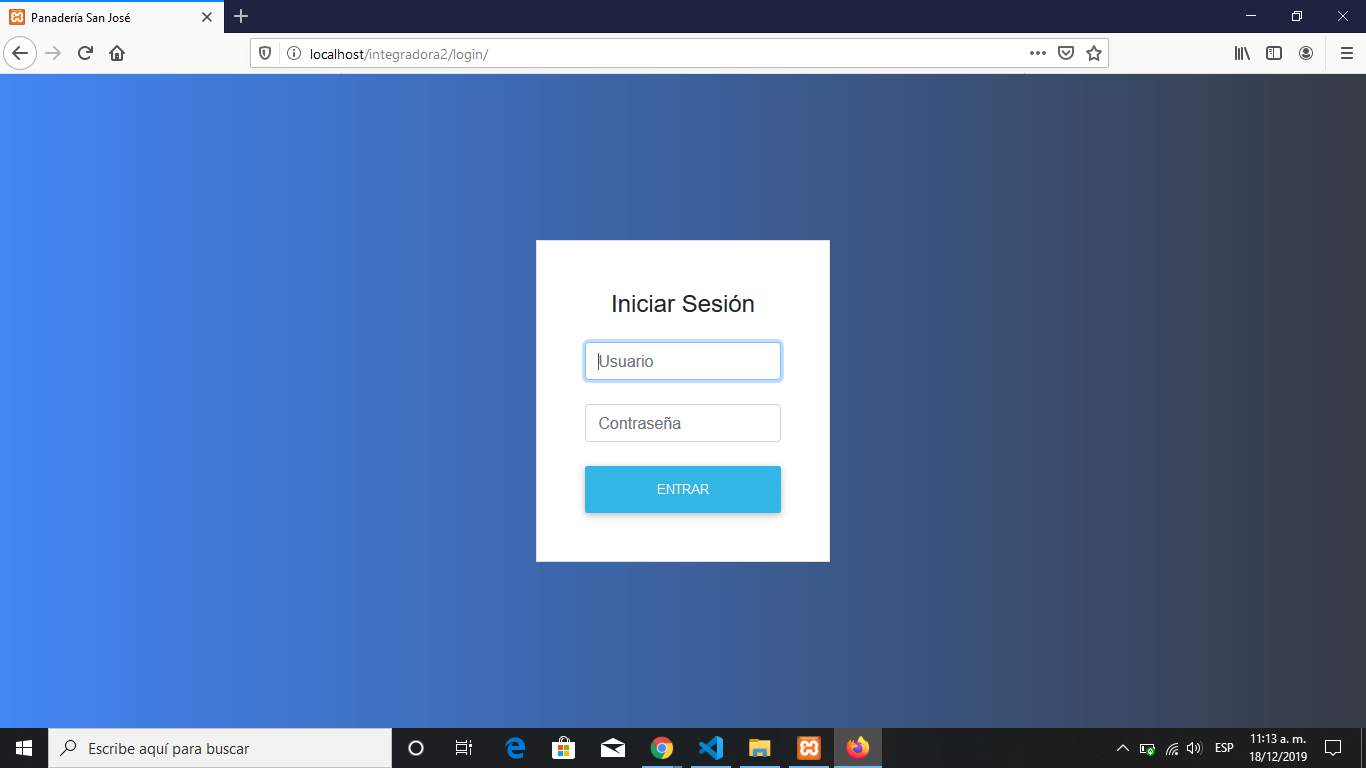 Panadería San José
localhost/integradora2/login/
Iniciar Sesión
Usuario
Contraseña
ENTRAR
Escribe aquí para buscar
ESP
11:13 a. m.
18/12/2019